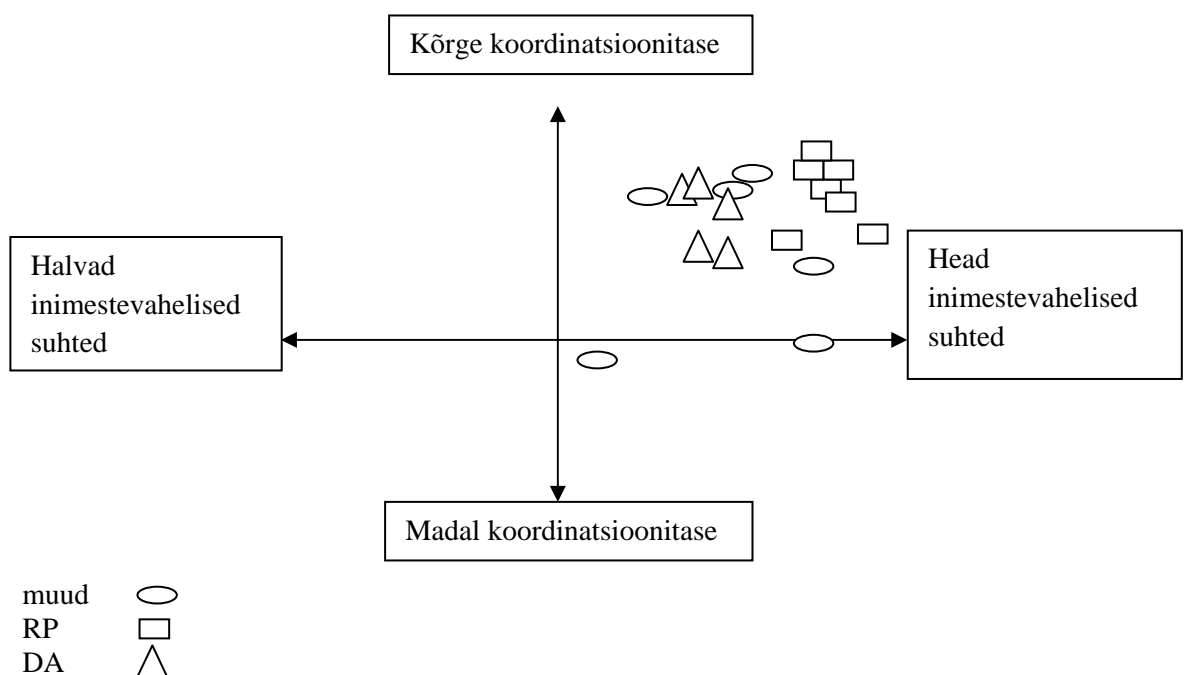 Kõrge koordinatsioonitase
Halvad
inimestevahelised
suhted
Head
inimestevahelised
suhted
Madal koordinatsioonitase
muud
RP
DA